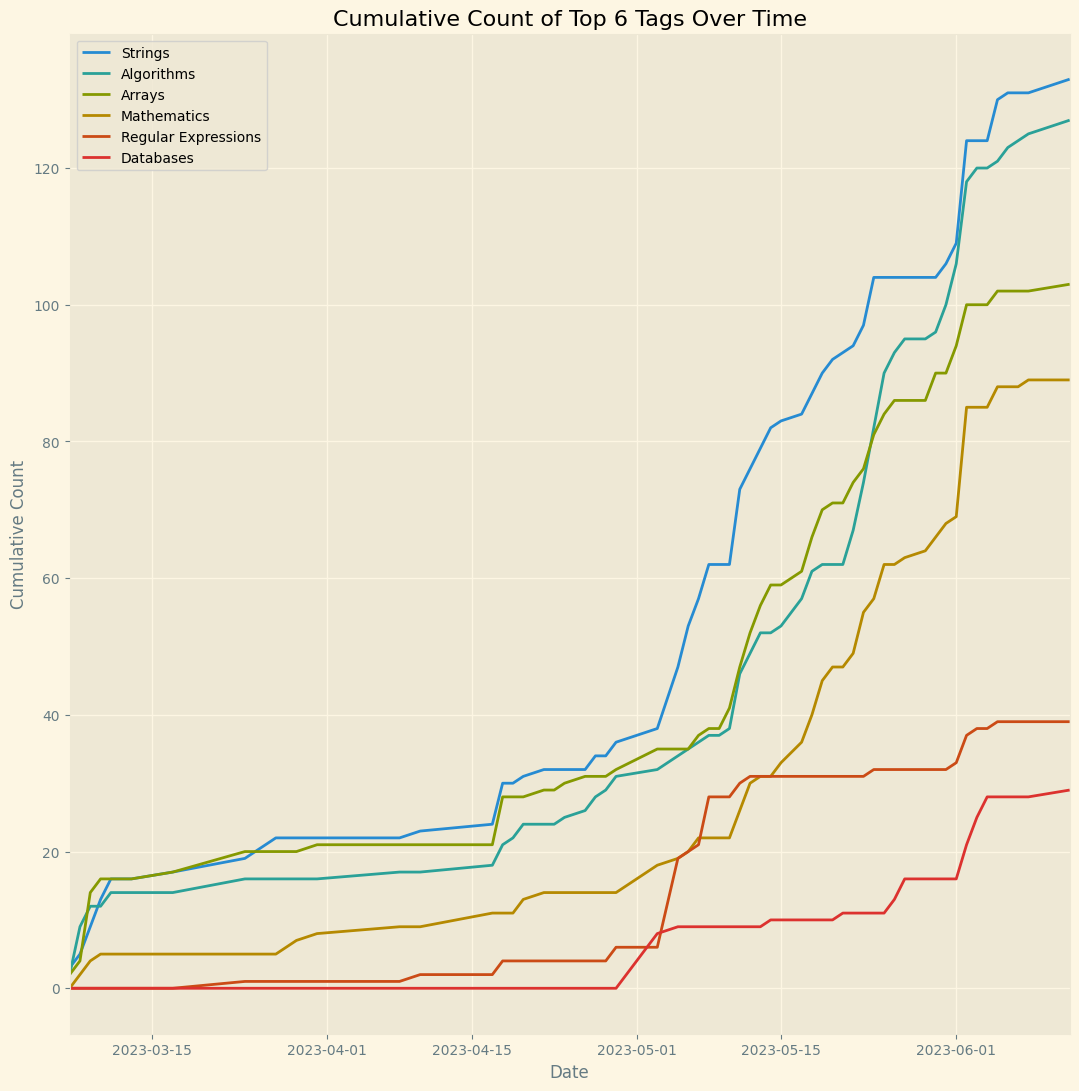 Cumulative Count of Top 6 Tags Over Time
Strings
Algorithms
Arrays
Mathematics
Regular Expressions
Databases
120
100
80
60
40
20
0
Cumulative Count
2023-03-15
2023-04-01
2023-04-15
2023-05-01
2023-05-15
2023-06-01
Date